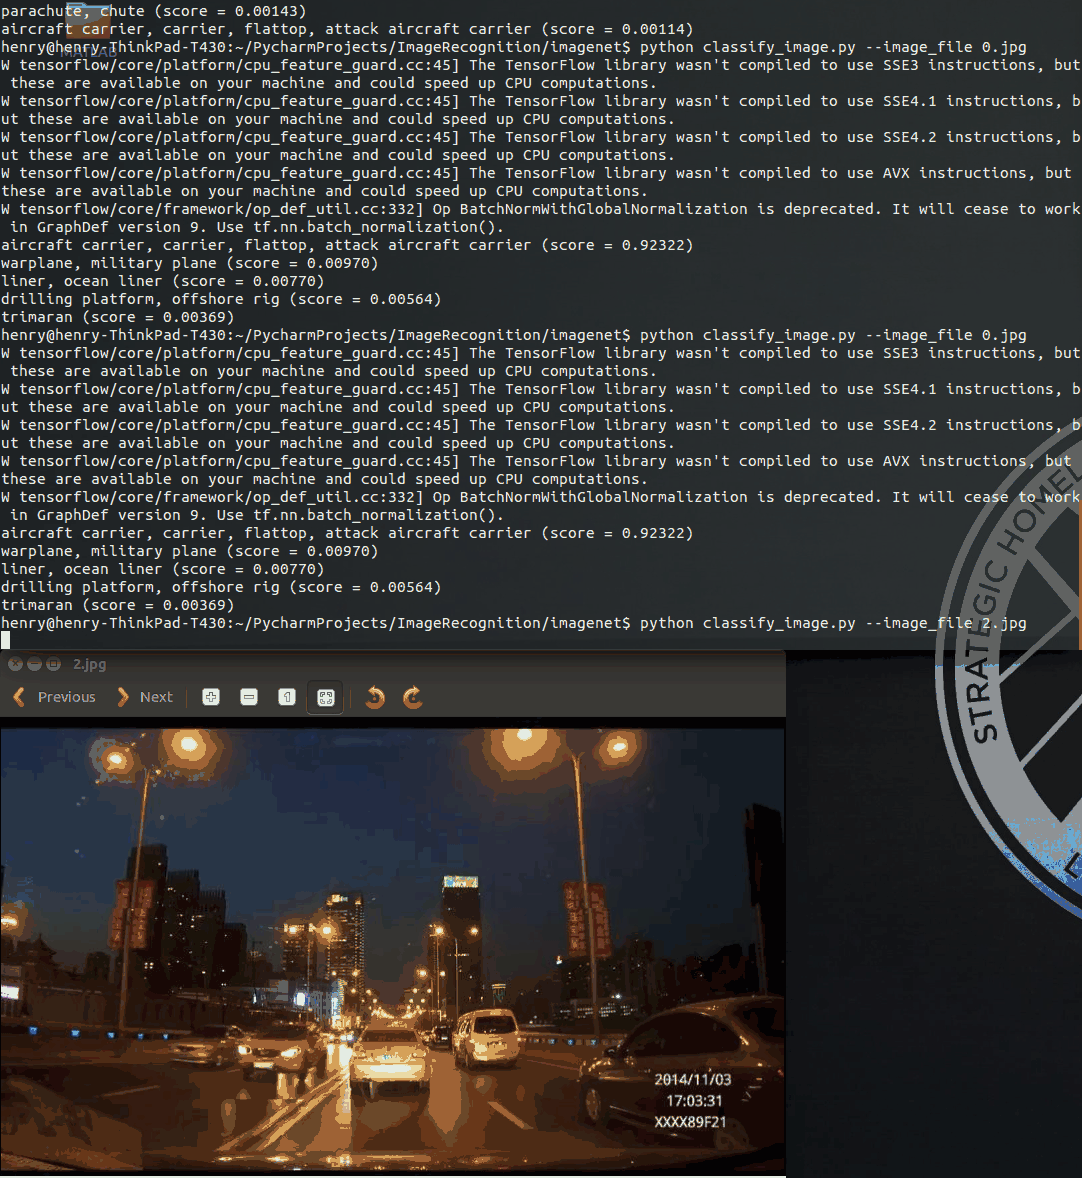 parachute, chute (score = 0.00143)
aircraft carrier, carrier, flattop, attack aircraft carrier (score = 0.00114)
MATLAB
henry@henry-ThinkPad-T430:~/PycharmProjects/ImageRecognition/imagenet$ python classify_image.py --image_file 0.jpg
W tensorflow/core/platform/cpu_feature_guard.cc:45] The TensorFlow library wasn't compiled to use SSE3 instructions, but
these are available on your machine and could speed up CPU computations.
W tensorflow/core/platform/cpu_feature_guard.cc:45] The TensorFlow library wasn't compiled to use SSE4.1 instructions, b
ut these are available on your machine and could speed up CPU computations.
W tensorflow/core/platform/cpu_feature_guard.cc:45] The TensorFlow library wasn't compiled to use SSE4.2 instructions, b
ut these are available on your machine and could speed up CPU computations.
W tensorflow/core/platform/cpu_feature_guard.cc:45] The TensorFlow library wasn't compiled to use AVX instructions, but
these are available on your machine and could speed up CPU computations.
W tensorflow/core/framework/op_def_util.cc:332] Op BatchNormWithGlobalNormalization is deprecated. It will cease to work
in GraphDef version 9. Use tf.nn.batch_normalization().
aircraft carrier, carrier, flattop, attack aircraft carrier (score = 0.92322)
warplane, military plane (score = 0.00970)
liner, ocean liner (score = 0.00770)
drilling platform, offshore rig (score = 0.00564)
trimaran (score = 0.00369)
henry@henry-ThinkPad-T430:~/PycharmProjects/ImageRecognition/imagenet$ python classify_image.py --image_file 0.jpg
W tensorflow/core/platform/cpu_feature_guard.cc:45] The TensorFlow library wasn't compiled to use SSE3 instructions, but
these are available on your machine and could speed up CPU computations.
W tensorflow/core/platform/cpu_feature_guard.cc:45] The TensorFlow library wasn't compiled to use SSE4.1 instructions, b
ut these are available on your machine and could speed up CPU computations.
W tensorflow/core/platform/cpu_feature_guard.cc:45] The TensorFlow library wasn't compiled to use SSE4.2 instructions, b
ut these are available on your machine and could speed up CPU computations.
W tensorflow/core/platform/cpu_feature_guard.cc:45] The TensorFlow library wasn't compiled to use AVX instructions, but
these are available on your machine and could speed up CPU computations.
W tensorflow/core/framework/op_def_util.cc:332] Op BatchNormWithGlobalNormalization is deprecated. It will cease to work
in GraphDef version 9. Use tf.nn.batch_normalization().
aircraft carrier, carrier, flattop, attack aircraft carrier (score = 0.92322)
warplane, military plane (score = 0.00970)
liner, ocean liner (score = 0.00770)
drilling platform, offshore rig (score = 0.00564)
trimaran (score = 0.00369)
henry@henry-ThinkPad-T430:~/PycharmProjects/ImageRecognition/imagenet$ python classify_image.py --image_file 2.jpg
STRATEGIC HOMEL
2.jpg
Previous Next
2014/11/03
17:03:31
XXXX89F21